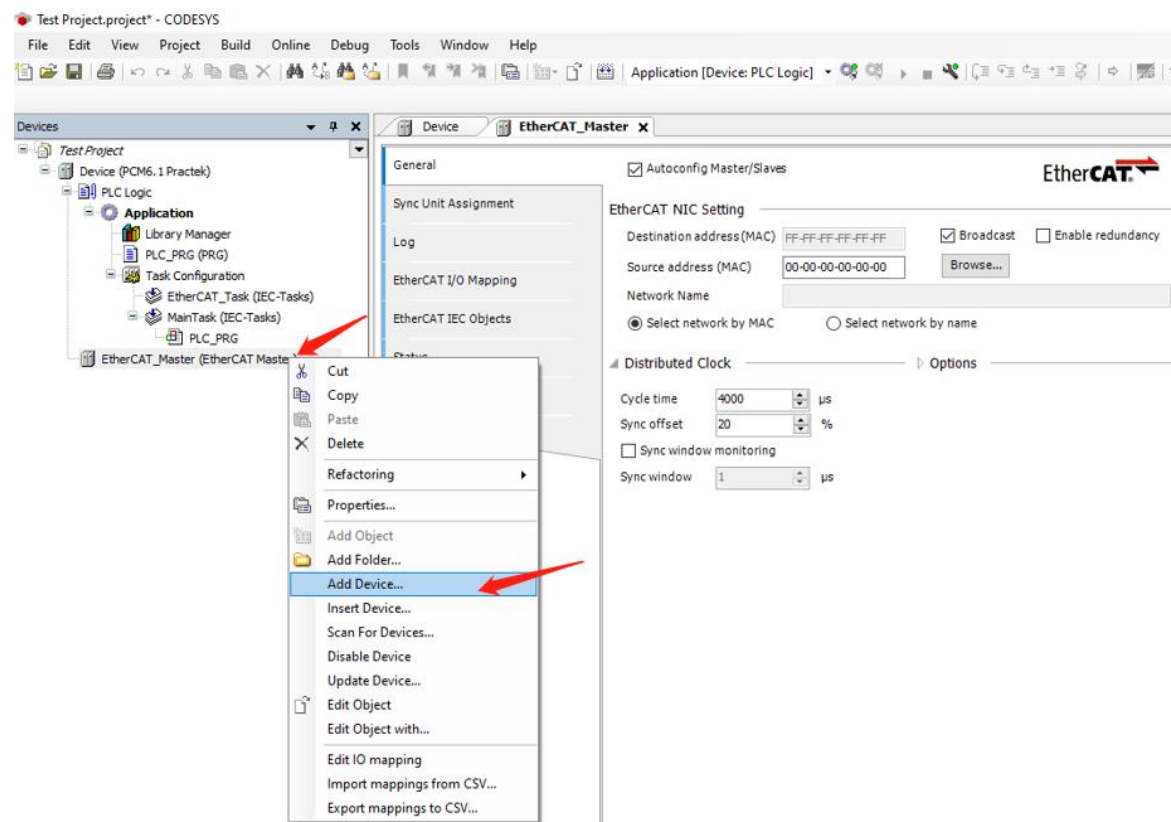 Test Project.project* - CODESYS
File Edit View Project Build Online Debug Tools Window Help
Application [Device: PLC Logic]
Devices
Device
EtherCAT_Master
Test Project
Device (PCM6.1 Practek)
PLC Logic
Application
Library Manager
PLC_PRG (PRG)
Task Configuration
EtherCAT_Task (IEC-Tasks)
MainTask (IEC-Tasks)
PLC_PRG
EtherCAT_Master (EtherCAT Master)
Cut
Copy
Paste
Delete
Refactoring
Properties...
Add Object
Add Folder...
Add Device...
Insert Device...
Scan For Devices...
Disable Device
Update Device...
Edit Object
Edit Object with...
Edit IO mapping
Import mappings from CSV...
Export mappings to CSV...
General
Sync Unit Assignment
Log
EtherCAT I/O Mapping
EtherCAT IEC Objects
Status
Autoconfig Master/Slaves
EtherCAT.
EtherCAT NIC Setting
Destination address (MAC) FF-FF-FF-FF-FF-FF Broadcast Enable redundancy
Source address (MAC) 00-00-00-00-00-00 Browse...
Network Name
Select network by MAC Select network by name
Distributed Clock Options
Cycle time 4000 µs
Sync offset 20 %
Sync window monitoring
Sync window 1 µs